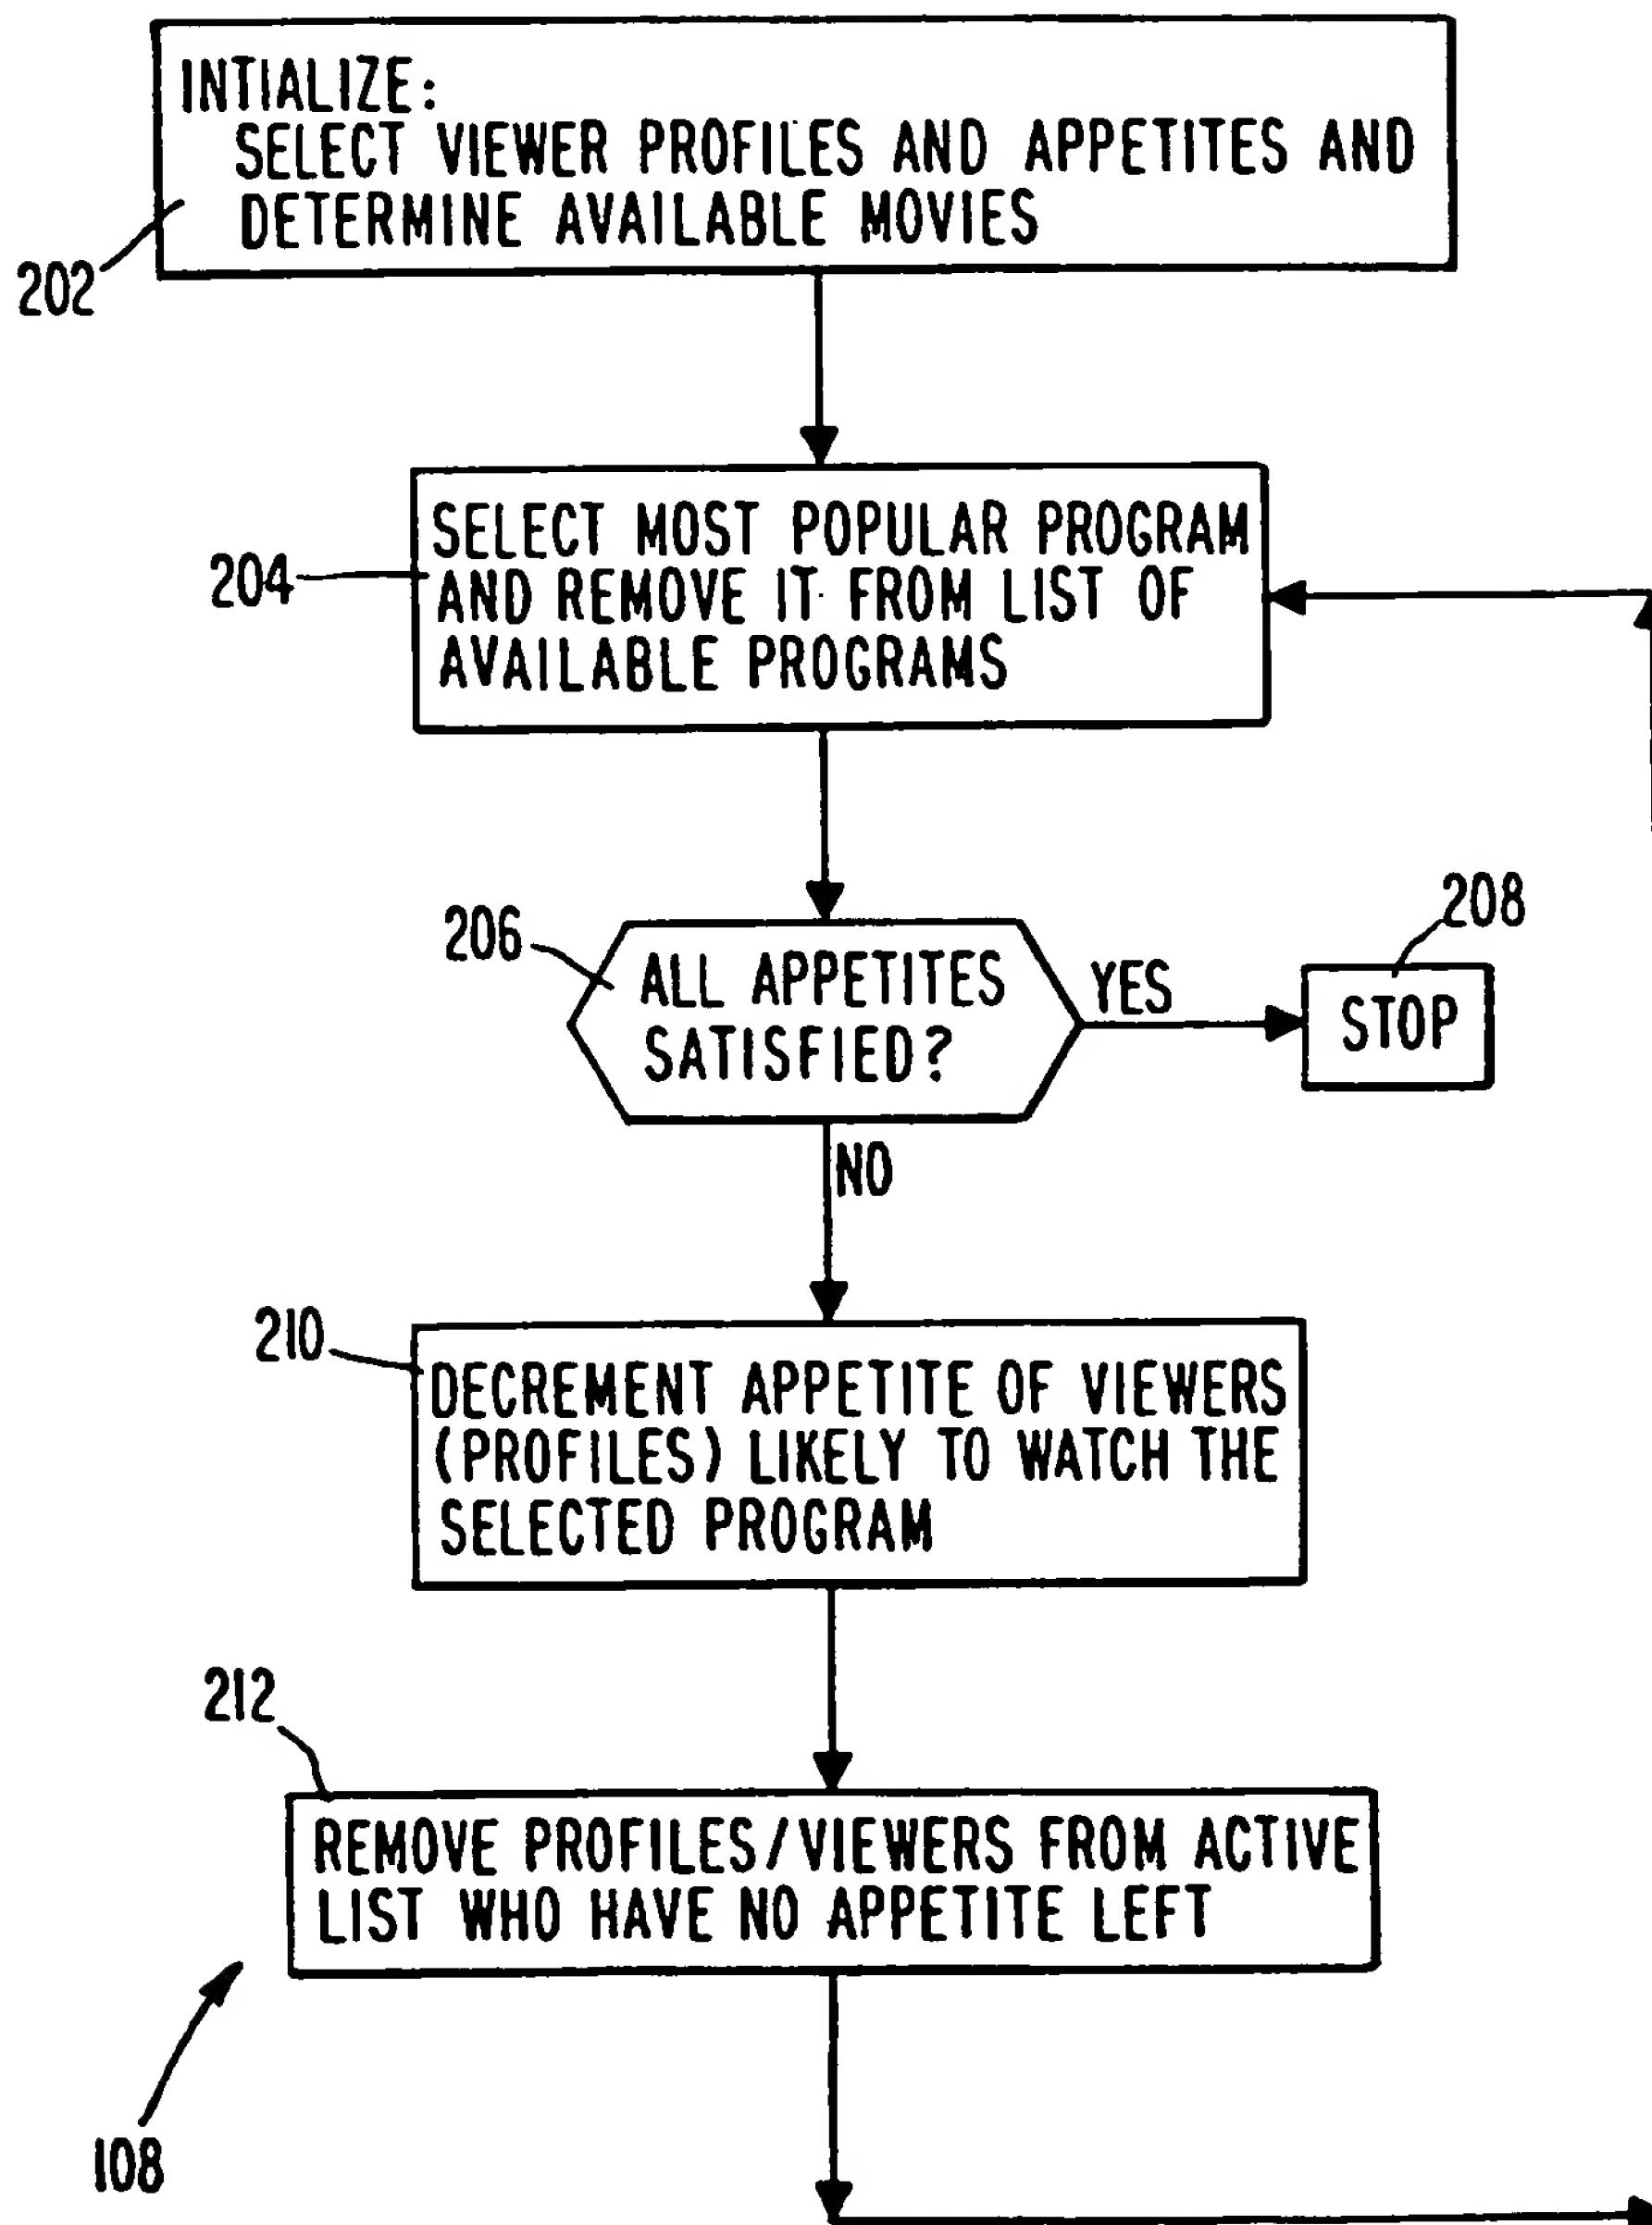 INTIALIZE:
SELECT VIEWER PROFILES AND APPETITES AND
DETERMINE AVAILABLE MOVIES
202
SELECT MOST POPULAR PROGRAM
AND REMOVE IT FROM LIST OF
AVAILABLE PROGRAMS
204
206
ALL APPETITES
SATISFIED?
YES
208
STOP
NO
210
DECREMENT APPETITE OF VIEWERS
(PROFILES) LIKELY TO WATCH THE
SELECTED PROGRAM
212
REMOVE PROFILES/VIEWERS FROM ACTIVE
LIST WHO HAVE NO APPETITE LEFT
108